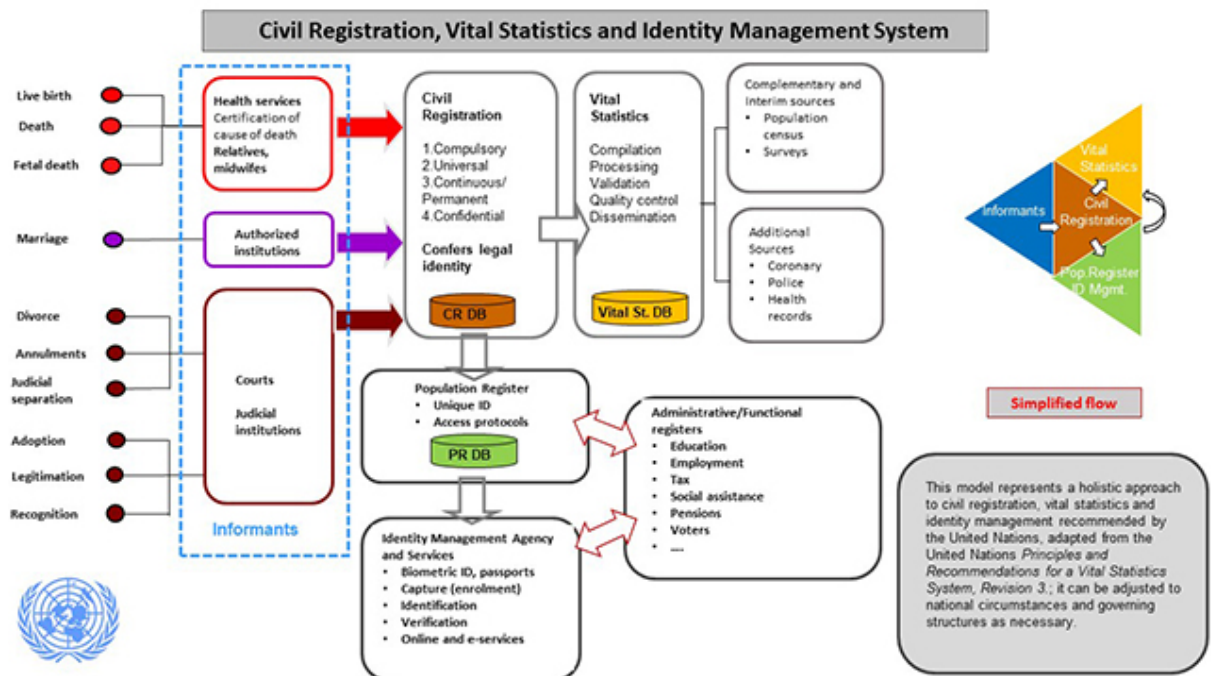 Civil Registration, Vital Statistics and Identity Management System
Live birth
Death
Fetal death
Marriage
Divorce
Annulments
Judicial
separation
Adoption
Legitimation
Recognition
Health services
Certification of
cause of death
Relatives,
midwifes
Authorized
institutions
Courts
Judicial
institutions
Informants
Civil
Registration
1.Compulsory
2.Universal
3.Continuous/
Permanent
4.Confidential
Confers legal
identity
CR DB
Vital
Statistics
Compilation
Processing
Validation
Quality control
Dissemination
Vital St. DB
Complementary and
Interim sources
• Population
census
• Surveys
Additional
Sources
• Coronary
• Police
• Health
records
Population Register
• Unique ID
• Access protocols
PR DB
Identity Management Agency
and Services
• Biometric ID, passports
• Capture (enrolment)
• Identification
• Verification
• Online and e-services
Administrative/Functional
registers
• Education
• Employment
• Tax
• Social assistance
• Pensions
• Voters
• ....
Vital
Statistics
Informants
Civil
Registration
Pop.Register
ID Mgmt.
Simplified flow
This model represents a holistic approach
to civil registration, vital statistics and
identity management recommended by
the United Nations, adapted from the
United Nations Principles and
Recommendations for a Vital Statistics
System, Revision 3.; it can be adjusted to
national circumstances and governing
structures as necessary.